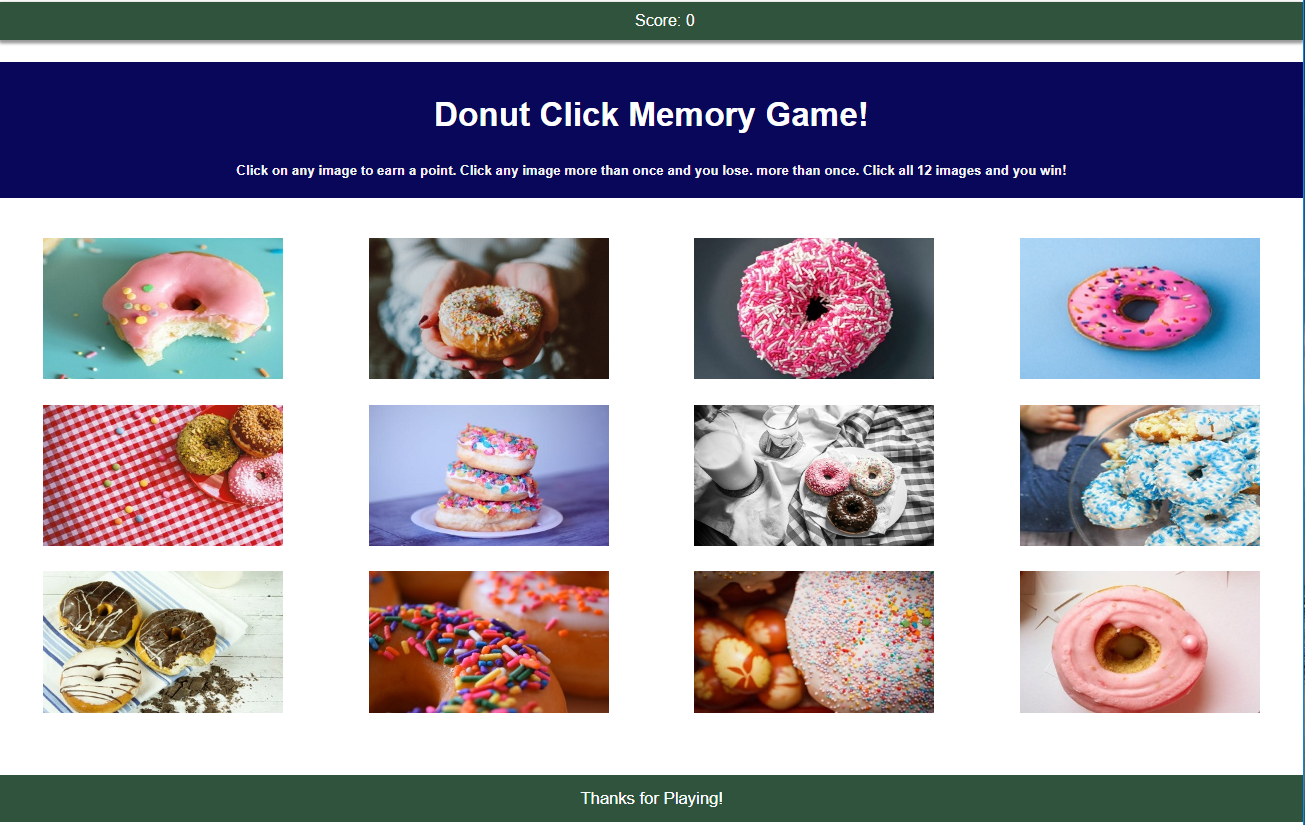 Score: 0
Donut Click Memory Game!
Click on any image to earn a point. Click any image more than once and you lose. more than once. Click all 12 images and you win!
Thanks for Playing!